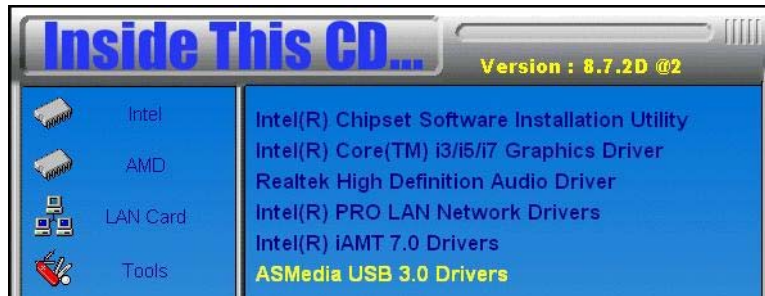 Inside This CD...
Version : 8.7.2D @2
Intel
AMD
LAN Card
Tools
Intel(R) Chipset Software Installation Utility
Intel(R) Core(TM) i3/i5/i7 Graphics Driver
Realtek High Definition Audio Driver
Intel(R) PRO LAN Network Drivers
Intel(R) iAMT 7.0 Drivers
ASMedia USB 3.0 Drivers